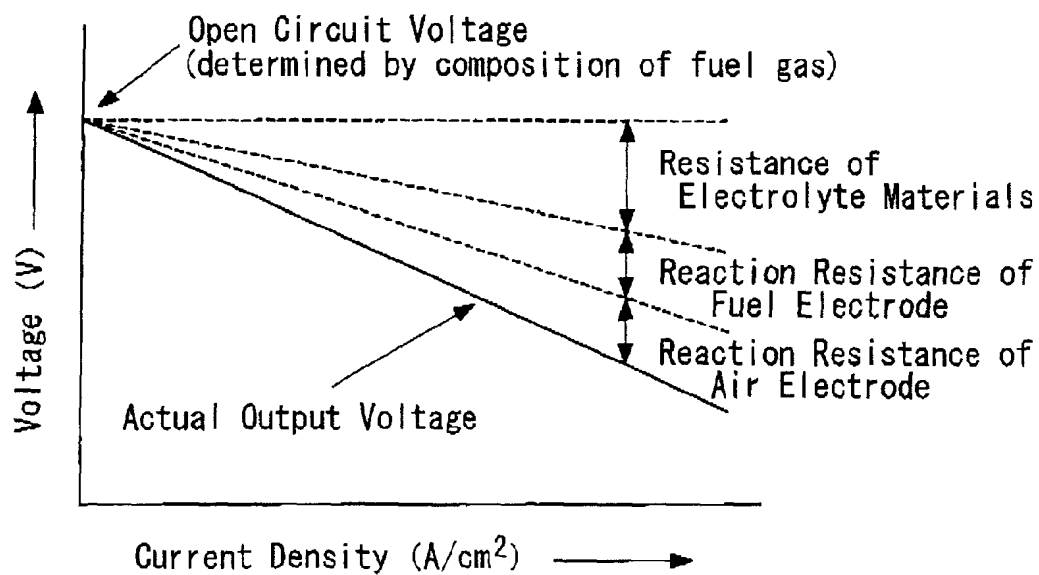 Open Circuit Voltage
(determined by composition of fuel gas)
Resistance of
Electrolyte Materials
Reaction Resistance of
Fuel Electrode
Reaction Resistance of
Air Electrode
Actual Output Voltage
Voltage (V)
Current Density (A/cm²)